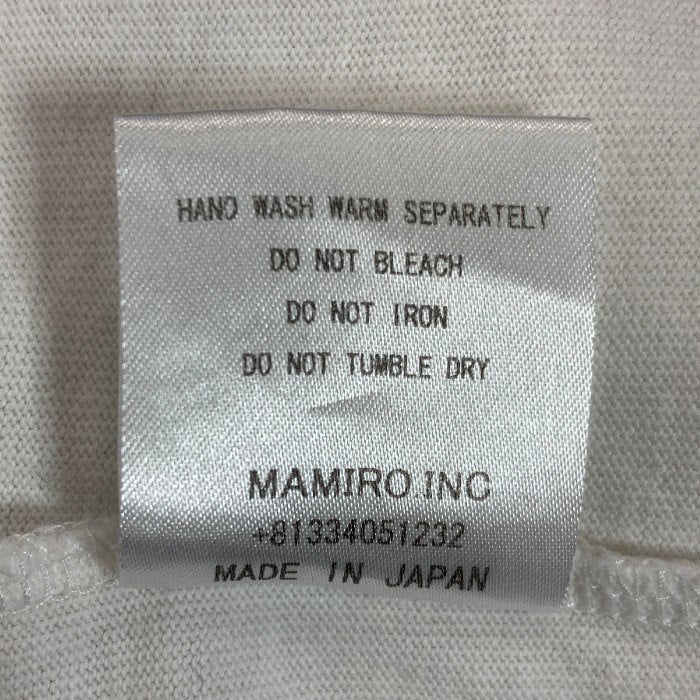 HAND WASH WARM SEPARATELY
DO NOT BLEACH
DO NOT IRON
DO NOT TUMBLE DRY
MAMIRO INC
+81334051232
MADE IN JAPAN